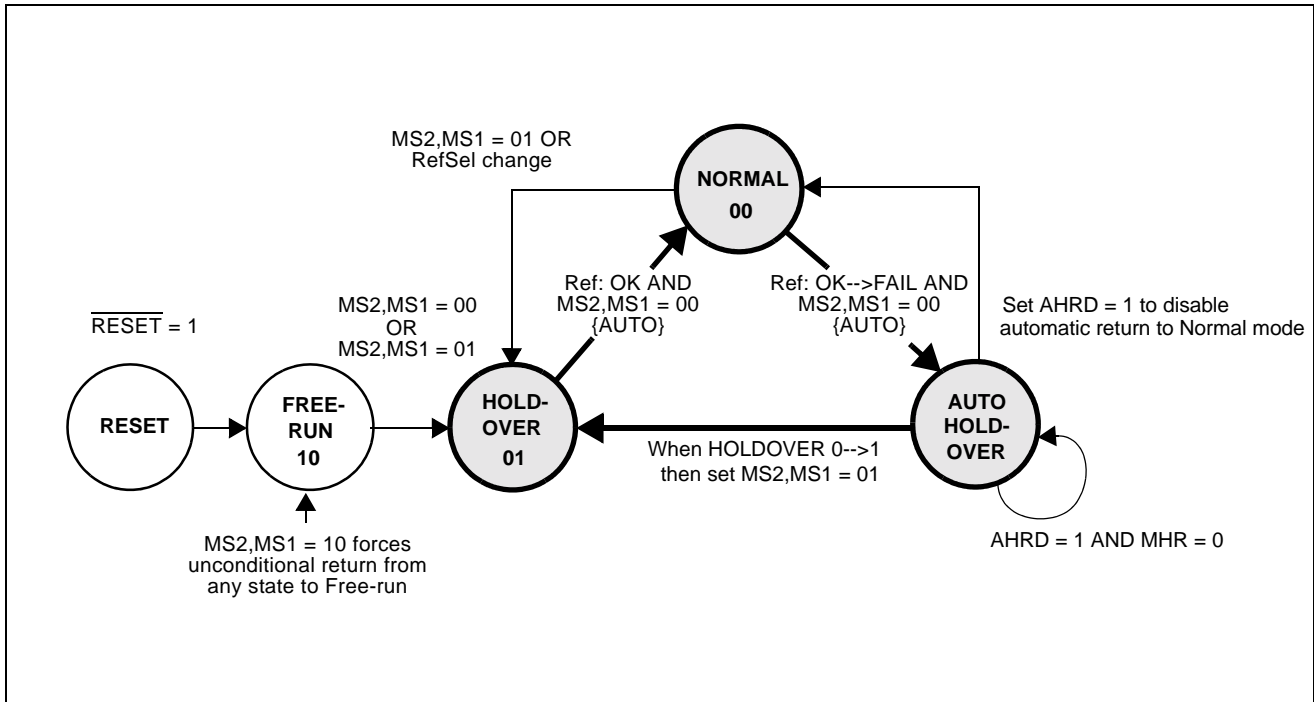 MS2,MS1 = 01 OR
RefSel change
NORMAL
00
Ref: OK AND
MS2,MS1 = 00
{AUTO}
Ref: OK-->FAIL AND
MS2,MS1 = 00
{AUTO}
Set AHRD = 1 to disable
automatic return to Normal mode
RESET = 1
MS2,MS1 = 00
OR
MS2,MS1 = 01
RESET
FREE-
RUN
10
HOLD-
OVER
01
AUTO
HOLD-
OVER
When HOLDOVER 0-->1
then set MS2,MS1 = 01
MS2,MS1 = 10 forces
unconditional return from
any state to Free-run
AHRD = 1 AND MHR = 0